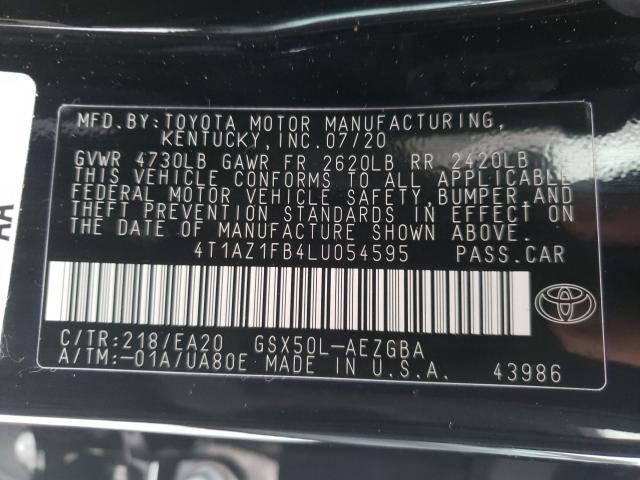 MFD.BY:TOYOTA MOTOR MANUFACTURING,
KENTUCKY,INC.07/20
GVWR 4730LB GAWR FR 2620LB RR 2420LB
THIS VEHICLE CONFORMS TO ALL APPLICABLE
FEDERAL MOTOR VEHICLE SAFETY,BUMPER,AND
THEFT PREVENTION STANDARDS IN EFFECT ON
THE DATE OF MANUFACTURE SHOWN ABOVE.
4T1AZ1FB4LU054595 PASS.CAR
C/TR:218/EA20 GSX50L-AEZGBA
A/TM:-01A/UA80E MADE IN U.S.A. 43986
AA